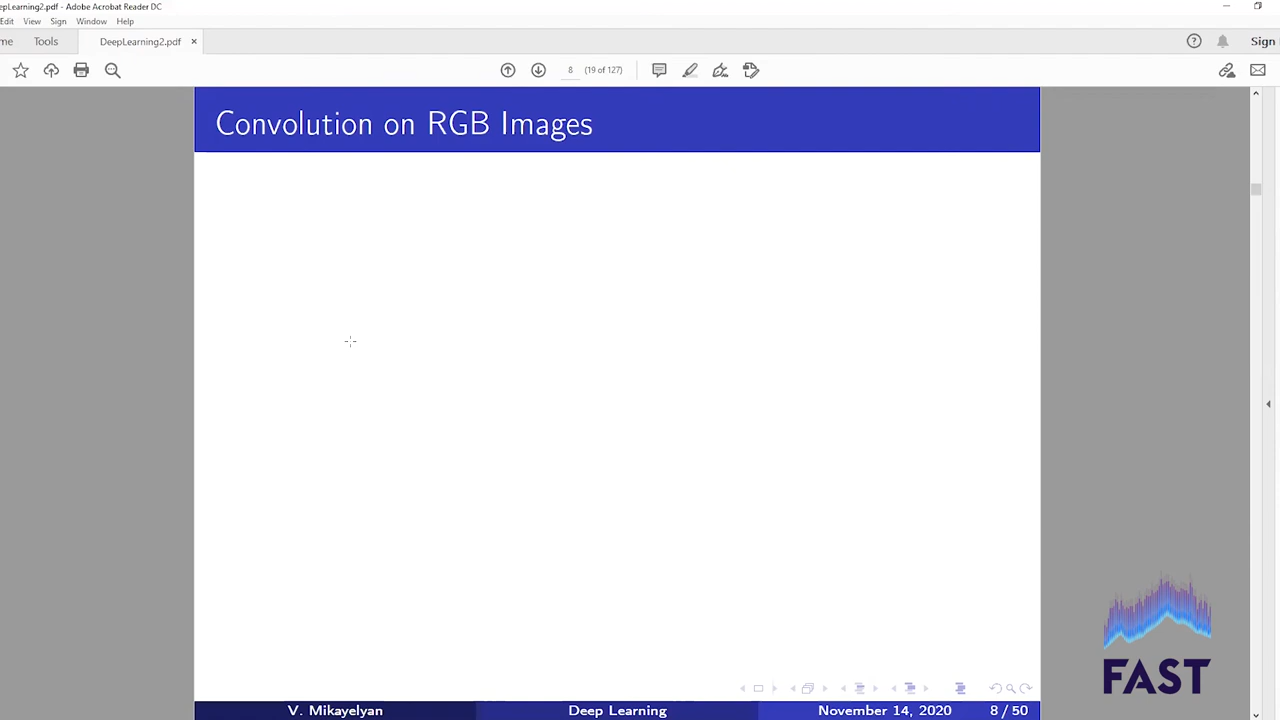 epLearning2.pdf - Adobe Acrobat Reader DC
Edit View Sign Window Help
me Tools DeepLearning2.pdf × Sign
8 (19 of 127)
Convolution on RGB Images
FAST
V. Mikayelyan Deep Learning November 14, 2020 8 / 50